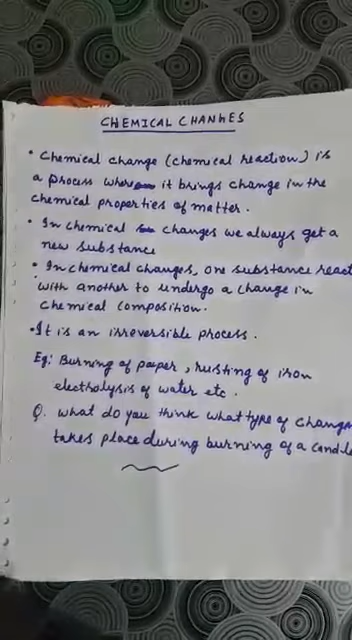 CHEMICAL CHANGES
• Chemical change (chemical reaction) is
a process where it brings change in the
chemical properties of matter.
• In chemical changes we always get a
new substance
• In chemical changes, one substance react
with another to undergo a change in
chemical composition.
• It is an irreversible process.
Eg: Burning of paper, rusting of iron
electrolysis of water etc.
Q. what do you think what type of change
takes place during burning of a candle